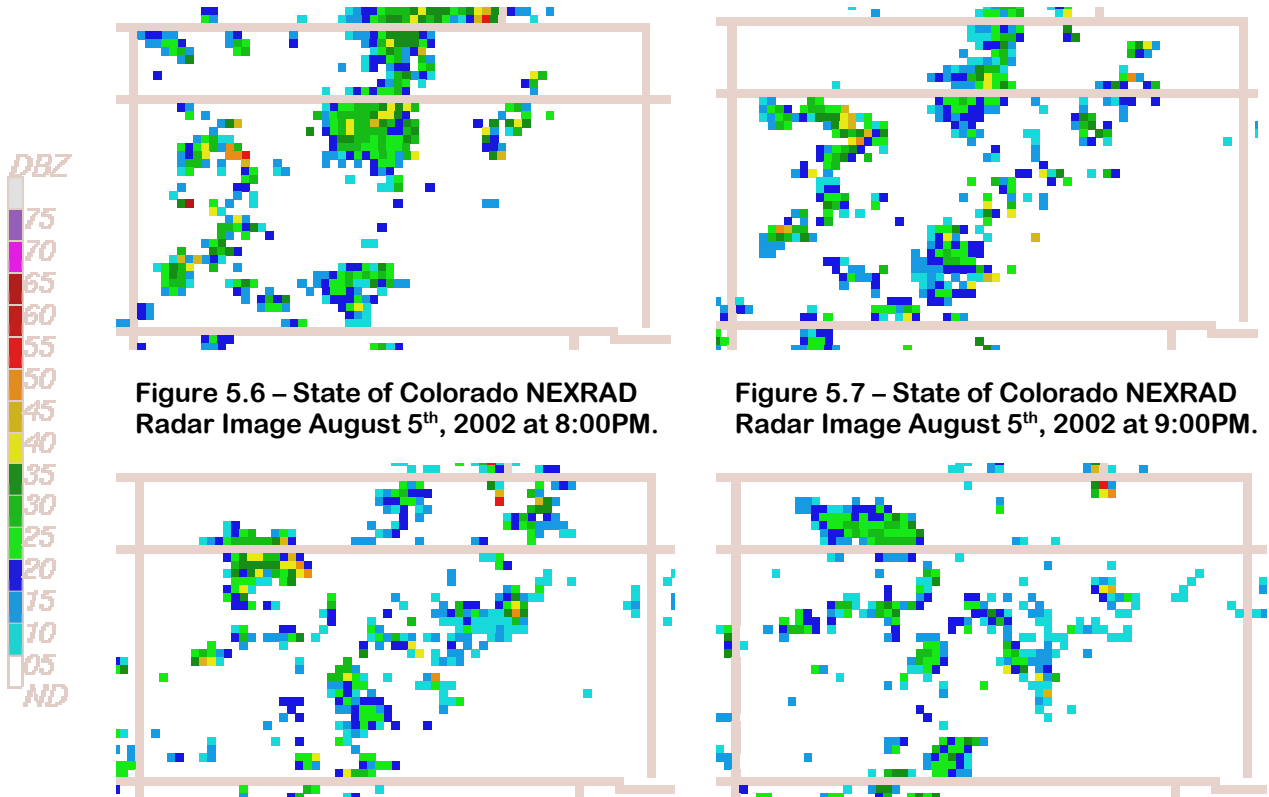 DBZ
75
70
65
60
55
50
45
40
35
30
25
20
15
10
05
ND
Figure 5.6 – State of Colorado NEXRAD
Radar Image August 5th, 2002 at 8:00PM.
Figure 5.7 – State of Colorado NEXRAD
Radar Image August 5th, 2002 at 9:00PM.